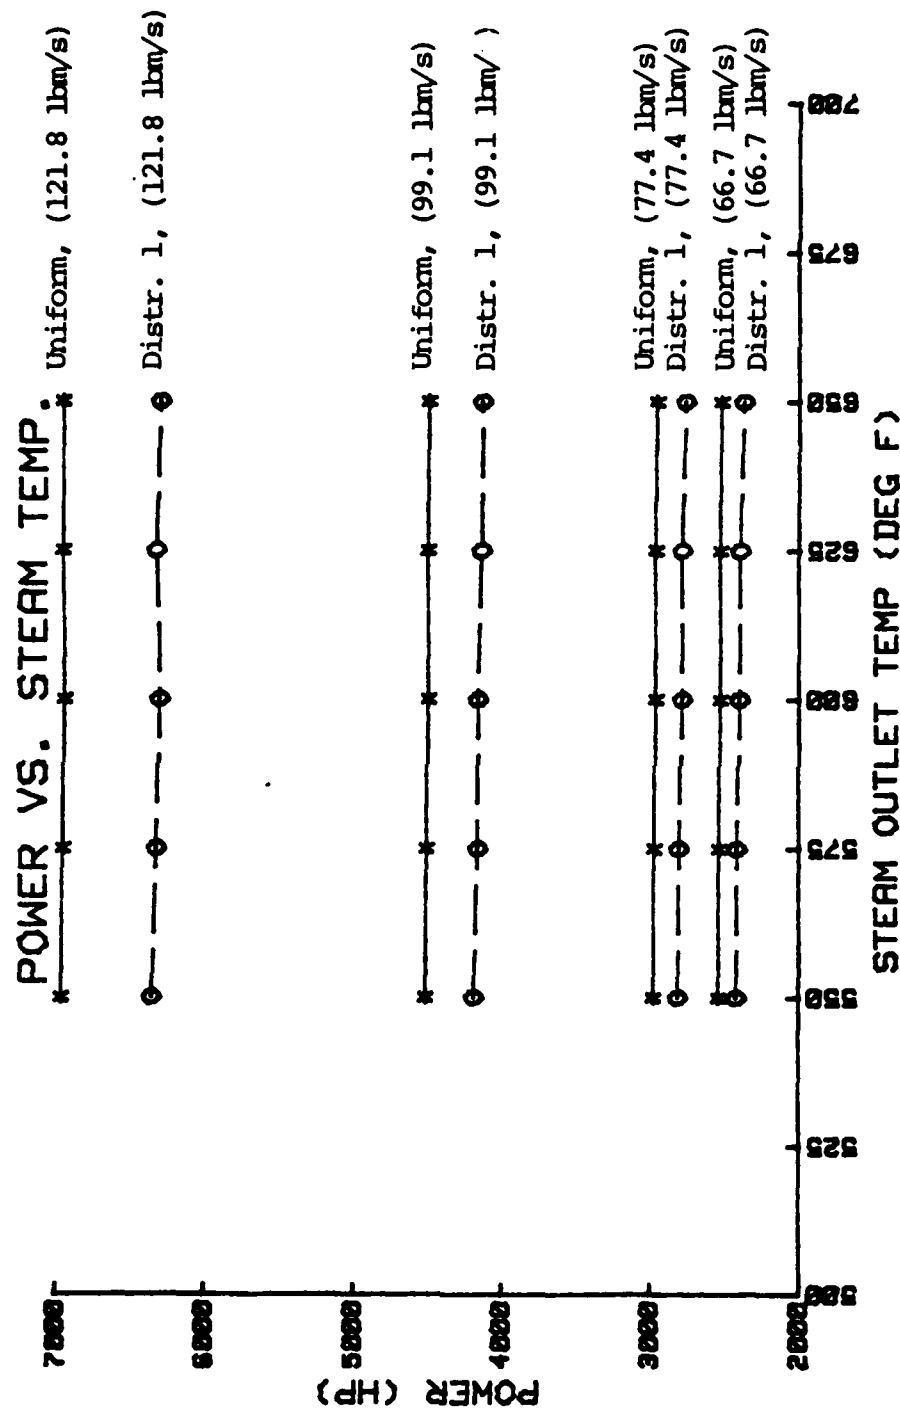 POWER VS. STEAM TEMP.
Uniform, (121.8 lbm/s)
Distr. 1, (121.8 lbm/s)
Uniform, (99.1 lbm/s)
Distr. 1, (99.1 lbm/ )
Uniform, (77.4 lbm/s)
Distr. 1, (77.4 lbm/s)
Uniform, (66.7 lbm/s)
Distr. 1, (66.7 lbm/s)
POWER (HP)
7000
6000
5000
4000
3000
2000
500
525
550
575
600
625
650
675
700
STEAM OUTLET TEMP (DEG F)